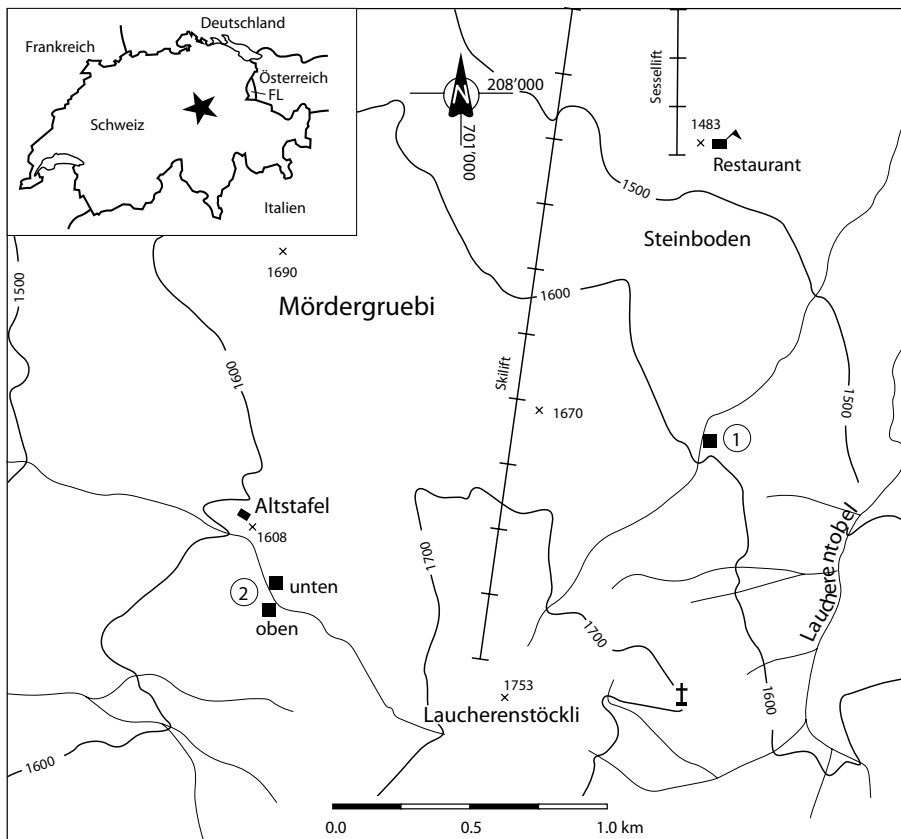 Deutschland
Frankreich
Österreich
FL
Schweiz
Italien
208'000
701'000
N
Sessellift
1483
Restaurant
1500
Steinboden
1500
1690
Mördergruebi
1600
1600
Skilift
1670
1500
1
Altstafel
1608
1700
Laucherentobel
2
unten
oben
1700
1753
Laucherenstöckli
1600
1600
0.0 0.5 1.0 km